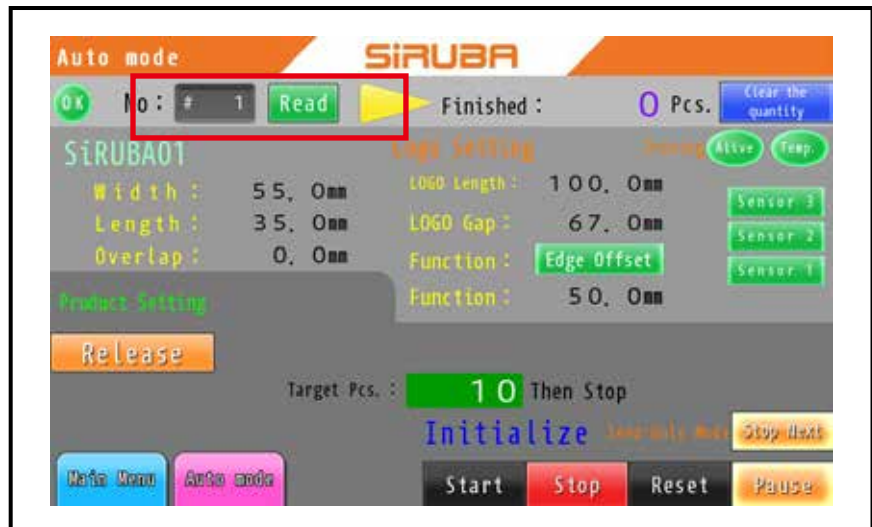 Auto mode SiRUBA
OK No : # 1 Read Finished : 0 Pcs. Clear the quantity
SiRUBA01 Logo Setting Alive Temp.
Width : 55. 0mm LOGO Length : 100. 0mm
Sensor 3
Length : 35. 0mm LOGO Gap : 67. 0mm
Sensor 2
Overlap : 0. 0mm Function : Edge Offset
Sensor 1
Product Setting Function : 50. 0mm
Release
Target Pcs. : 10 Then Stop
Initialize Stop Next
Main Menu Auto mode Start Stop Reset Pause